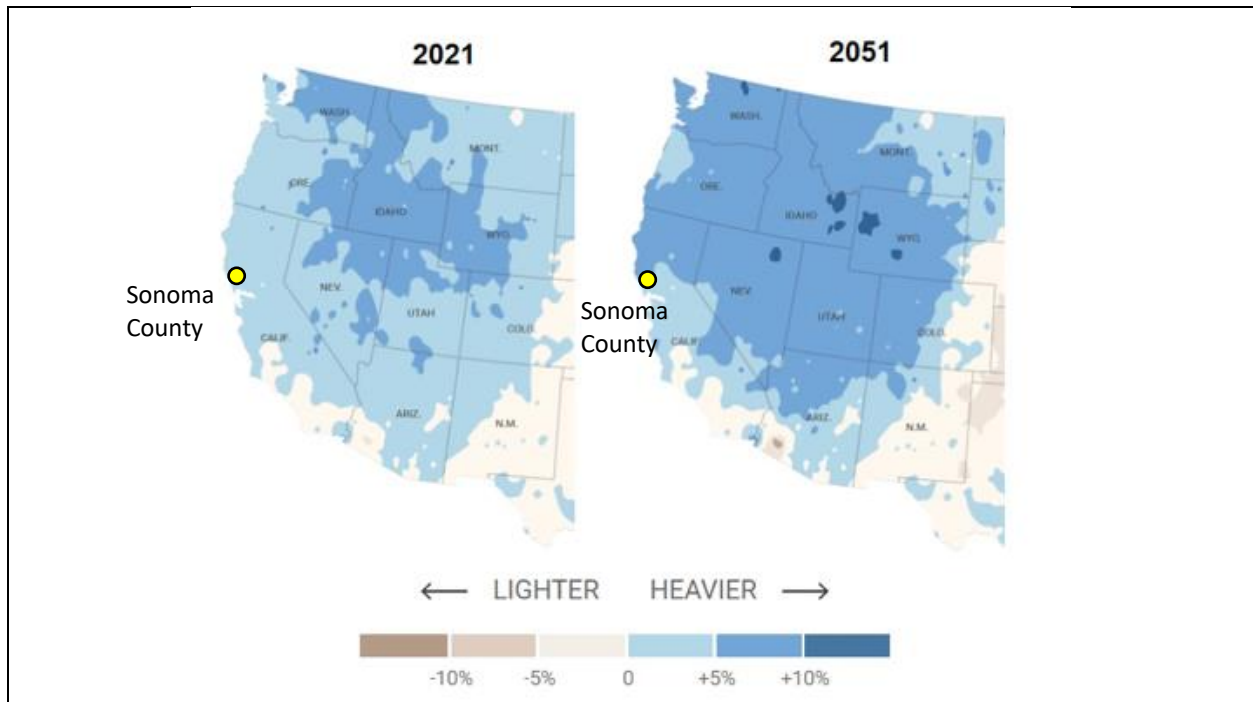 2021
2051
WASH.
MONT.
ORE.
IDAHO
WYO.
NEV.
UTAH
COLO.
CALIF.
ARIZ.
N.M.
Sonoma
County
WASH.
MONT.
ORE.
IDAHO
WYO.
NEV.
UTAH
COLO.
CALIF.
ARIZ.
N.M.
Sonoma
County
← LIGHTER HEAVIER →
-10% -5% 0 +5% +10%